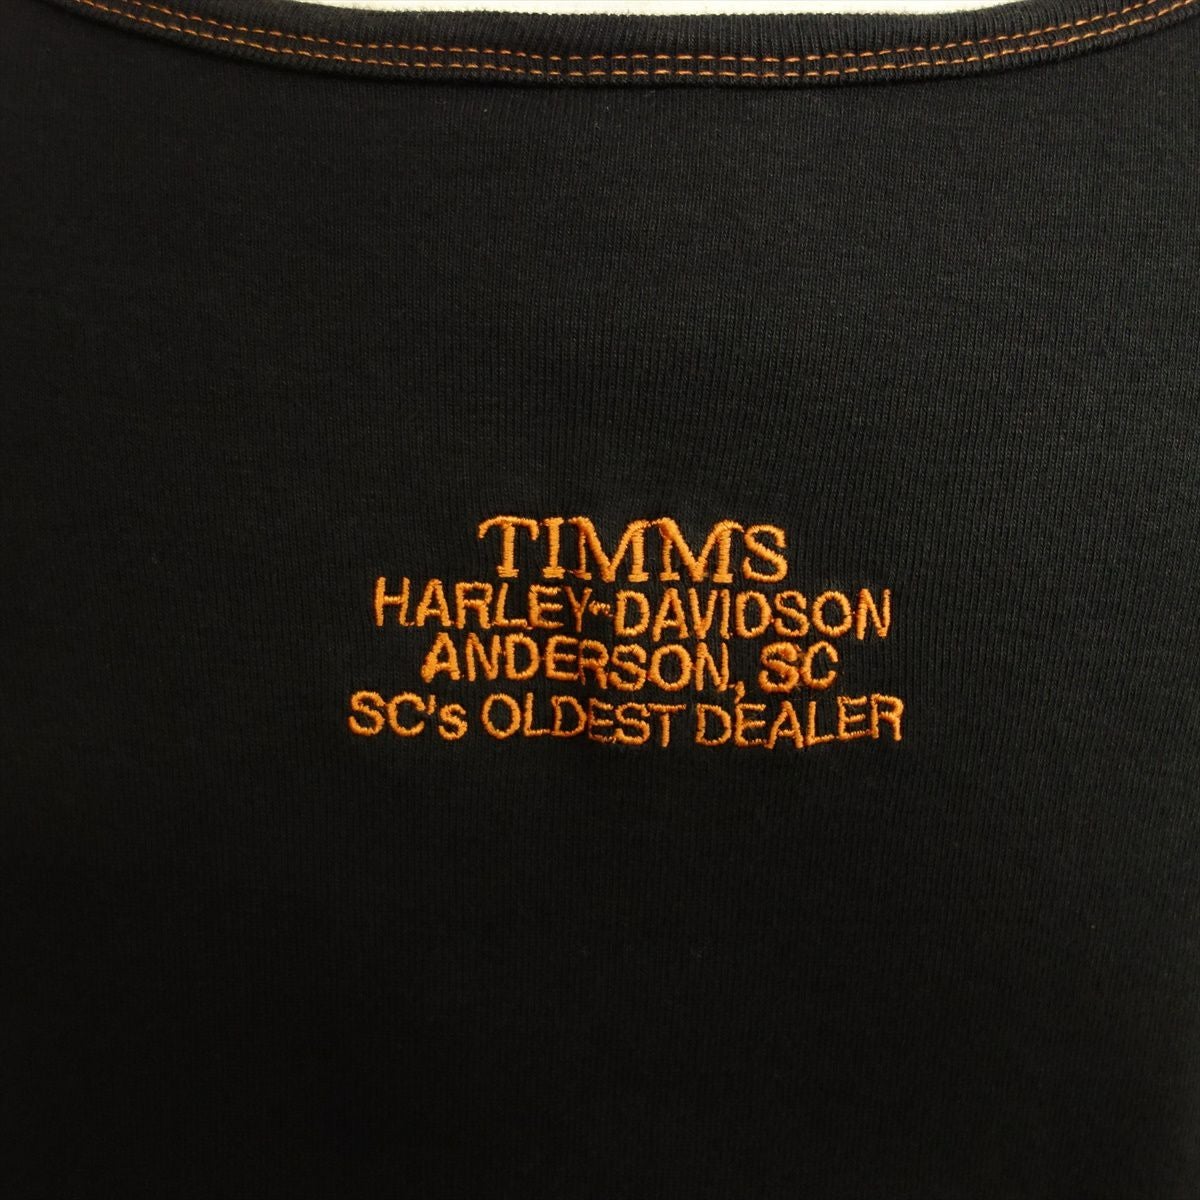 TIMMS
HARLEY-DAVIDSON
ANDERSON, SC
SC's OLDEST DEALER